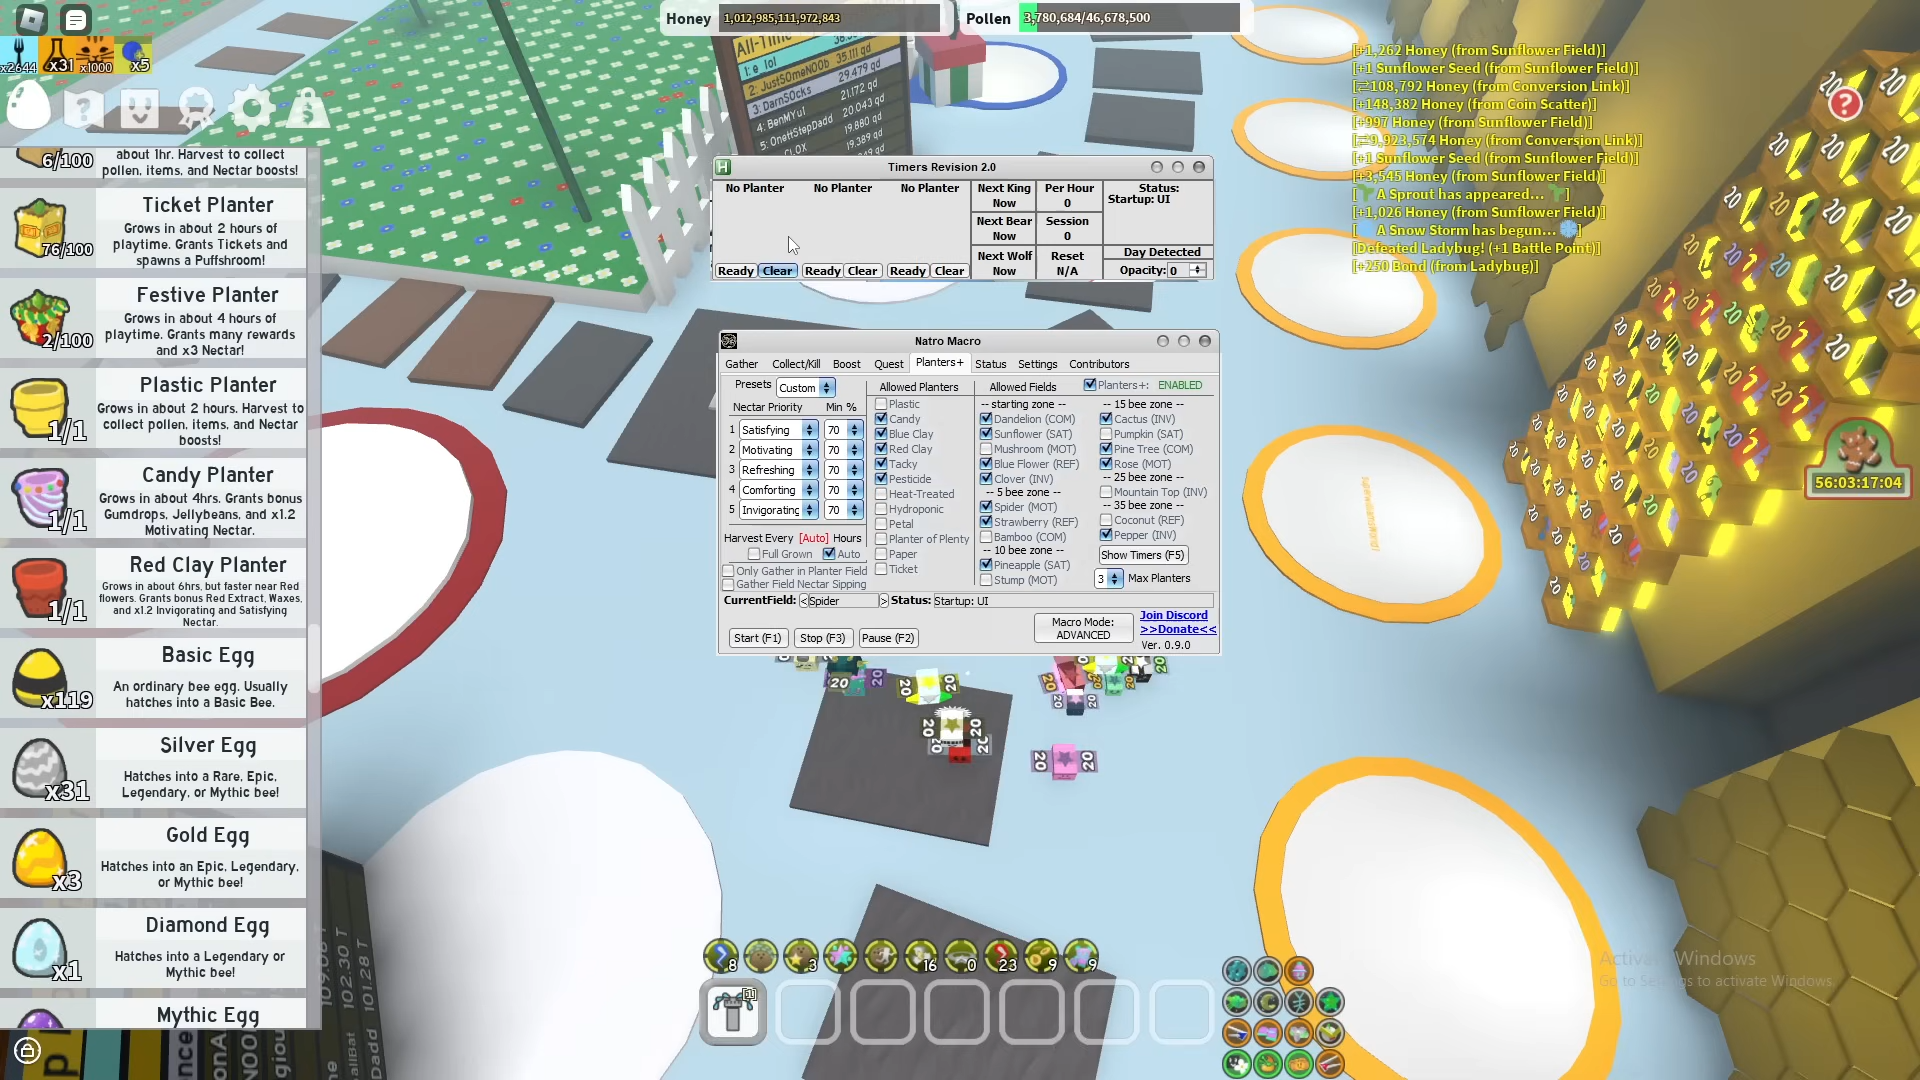 Honey 1,012,985,111,972,843
Pollen 3,780,684/46,678,500
x2644
x31
x1000
x5
All-Time
1: e_lol
2: JustSOmeNOOb 35.111 qd
3: DarnSOcks 29.479 qd
4: BenMYu1 21.172 qd
5: OnettStepDadd 20.043 qd
19.880 qd
19.389 qd
[+1,262 Honey (from Sunflower Field)]
[+1 Sunflower Seed (from Sunflower Field)]
[⇄108,792 Honey (from Conversion Link)]
[+148,382 Honey (from Coin Scatter)]
[+997 Honey (from Sunflower Field)]
[⇄9,923,574 Honey (from Conversion Link)]
[+1 Sunflower Seed (from Sunflower Field)]
[+3,545 Honey (from Sunflower Field)]
[🌱 A Sprout has appeared... 🌱]
[+1,026 Honey (from Sunflower Field)]
[❄ A Snow Storm has begun... ❄]
[Defeated Ladybug! (+1 Battle Point)]
[+250 Bond (from Ladybug)]
56:03:17:04
6/100
about 1hr. Harvest to collect
pollen, items, and Nectar boosts!
Ticket Planter
Grows in about 2 hours of
playtime. Grants Tickets and
spawns a Puffshroom!
76/100
Festive Planter
Grows in about 4 hours of
playtime. Grants many rewards
and x3 Nectar!
2/100
Plastic Planter
Grows in about 2 hours. Harvest to
collect pollen, items, and Nectar
boosts!
1/1
Candy Planter
Grows in about 4hrs. Grants bonus
Gumdrops, Jellybeans, and x1.2
Motivating Nectar.
1/1
Red Clay Planter
Grows in about 6hrs, but faster near Red
flowers. Grants Red Extract, Waxes,
and x1.2 Invigorating and Satisfying
Nectar.
1/1
Basic Egg
An ordinary bee egg. Usually
hatches into a Basic Bee.
x119
Silver Egg
Hatches into a Rare, Epic,
Legendary, or Mythic bee!
x31
Gold Egg
Hatches into an Epic, Legendary,
or Mythic bee!
x3
Diamond Egg
Hatches into a Legendary or
Mythic bee!
x1
Mythic Egg
Timers Revision 2.0
No Planter No Planter No Planter
Ready Clear Ready Clear Ready Clear
Next King
Now
Next Bear
Now
Next Wolf
Now
Per Hour
0
Session
0
Reset
N/A
Status:
Startup: UI
Day Detected
Opacity: 0
Natro Macro
Gather Collect/Kill Boost Quest Planters+ Status Settings Contributors
Presets Custom
Nectar Priority Min %
1 Satisfying 70
2 Motivating 70
3 Refreshing 70
4 Comforting 70
5 Invigorating 70
Harvest Every [Auto] Hours
Full Grown Auto
Only Gather in Planter Field
Gather Field Nectar Sipping
Allowed Planters
Plastic
Candy
Blue Clay
Red Clay
Tacky
Pesticide
Heat-Treated
Hydroponic
Petal
Planter of Plenty
Paper
Ticket
Allowed Fields
-- starting zone --
Dandelion (COM)
Sunflower (SAT)
Mushroom (MOT)
Blue Flower (REF)
Clover (INV)
-- 5 bee zone --
Spider (MOT)
Strawberry (REF)
Bamboo (COM)
-- 10 bee zone --
Pineapple (SAT)
Stump (MOT)
Planters+: ENABLED
-- 15 bee zone --
Cactus (INV)
Pumpkin (SAT)
Pine Tree (COM)
Rose (MOT)
-- 25 bee zone --
Mountain Top (INV)
-- 35 bee zone --
Coconut (REF)
Pepper (INV)
Show Timers (F5)
3 Max Planters
CurrentField: < Spider > Status: Startup: UI
Start (F1) Stop (F3) Pause (F2)
Macro Mode:
ADVANCED
Join Discord
>>Donate<<
Ver. 0.9.0
8
3
16
0
23
9
9
[1]
109.08 T
102.30 T
101.28 T
Activate Windows
Go to Settings to activate Windows.